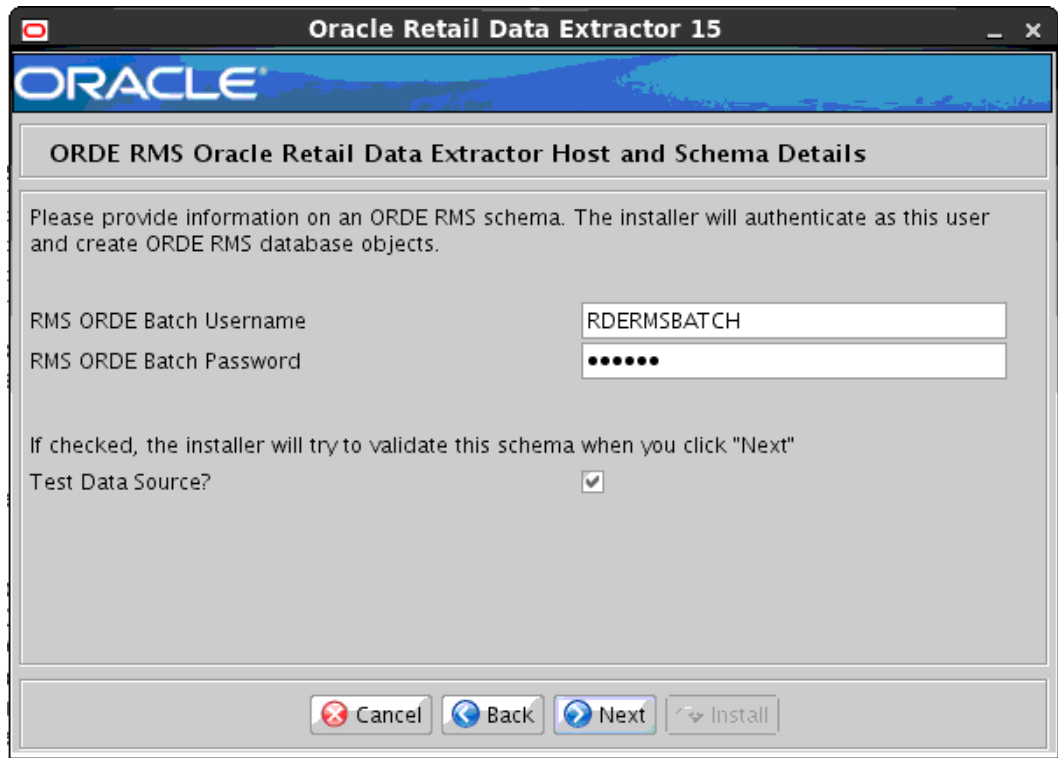 Oracle Retail Data Extractor 15
ORACLE
ORDE RMS Oracle Retail Data Extractor Host and Schema Details
Please provide information on an ORDE RMS schema. The installer will authenticate as this user
and create ORDE RMS database objects.
RMS ORDE Batch Username RDERMSBATCH
RMS ORDE Batch Password ••••••
If checked, the installer will try to validate this schema when you click "Next"
Test Data Source?
Cancel Back Next Install